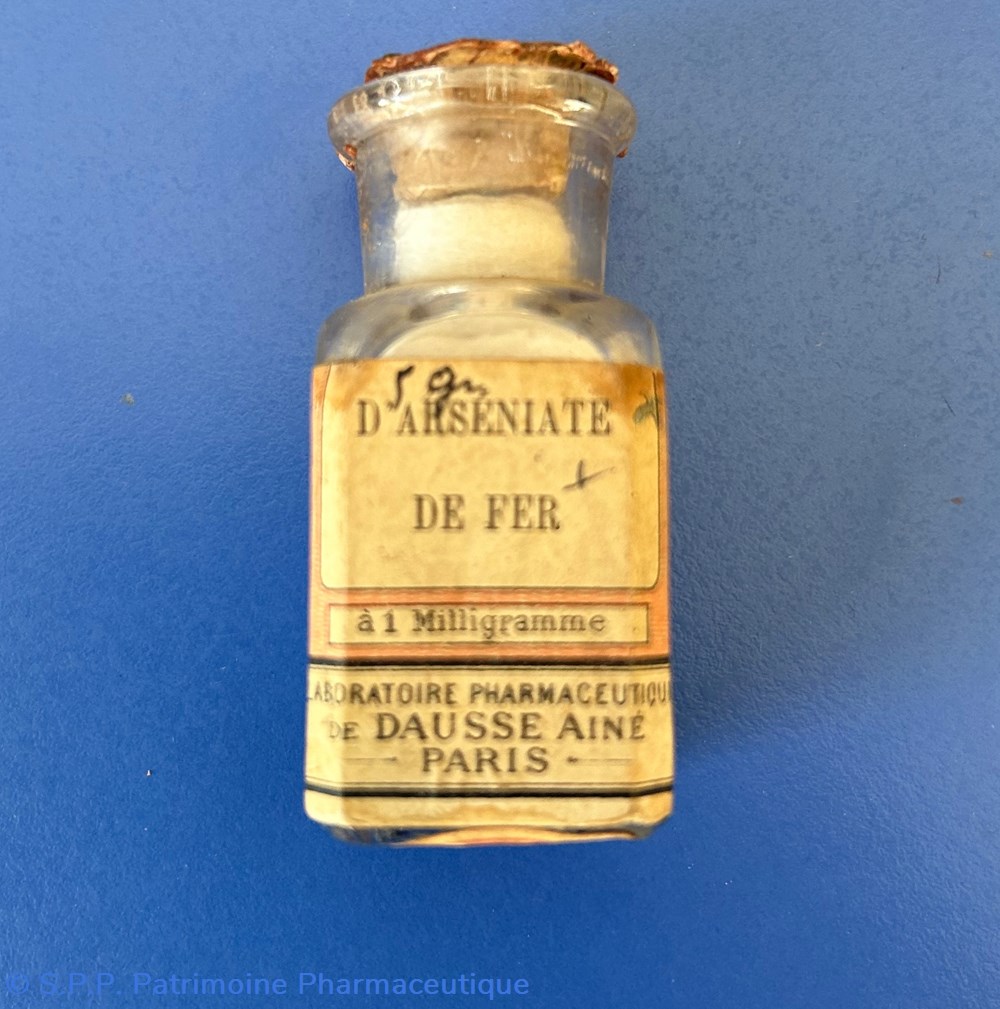 5 gr
D'ARSÉNIATE
DE FER
à 1 Milligramme
LABORATOIRE PHARMACEUTIQUE
DE DAUSSE AINÉ
PARIS
© S.P.P. Patrimoine Pharmaceutique